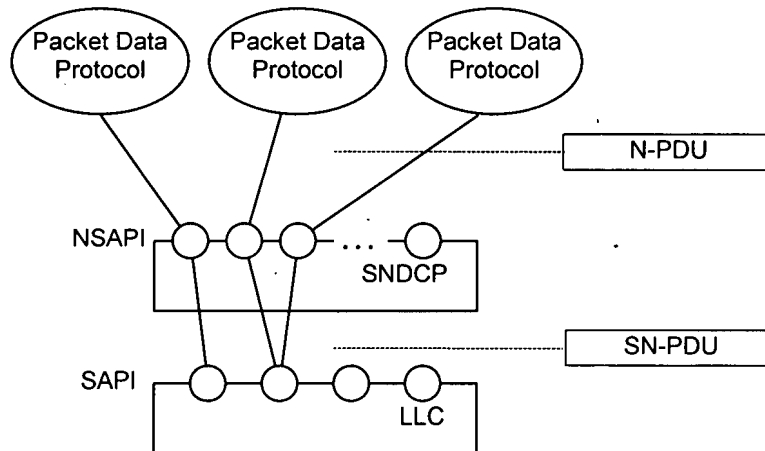 Packet Data
Protocol
Packet Data
Protocol
Packet Data
Protocol
N-PDU
NSAPI
...
SNDCP
SN-PDU
SAPI
LLC